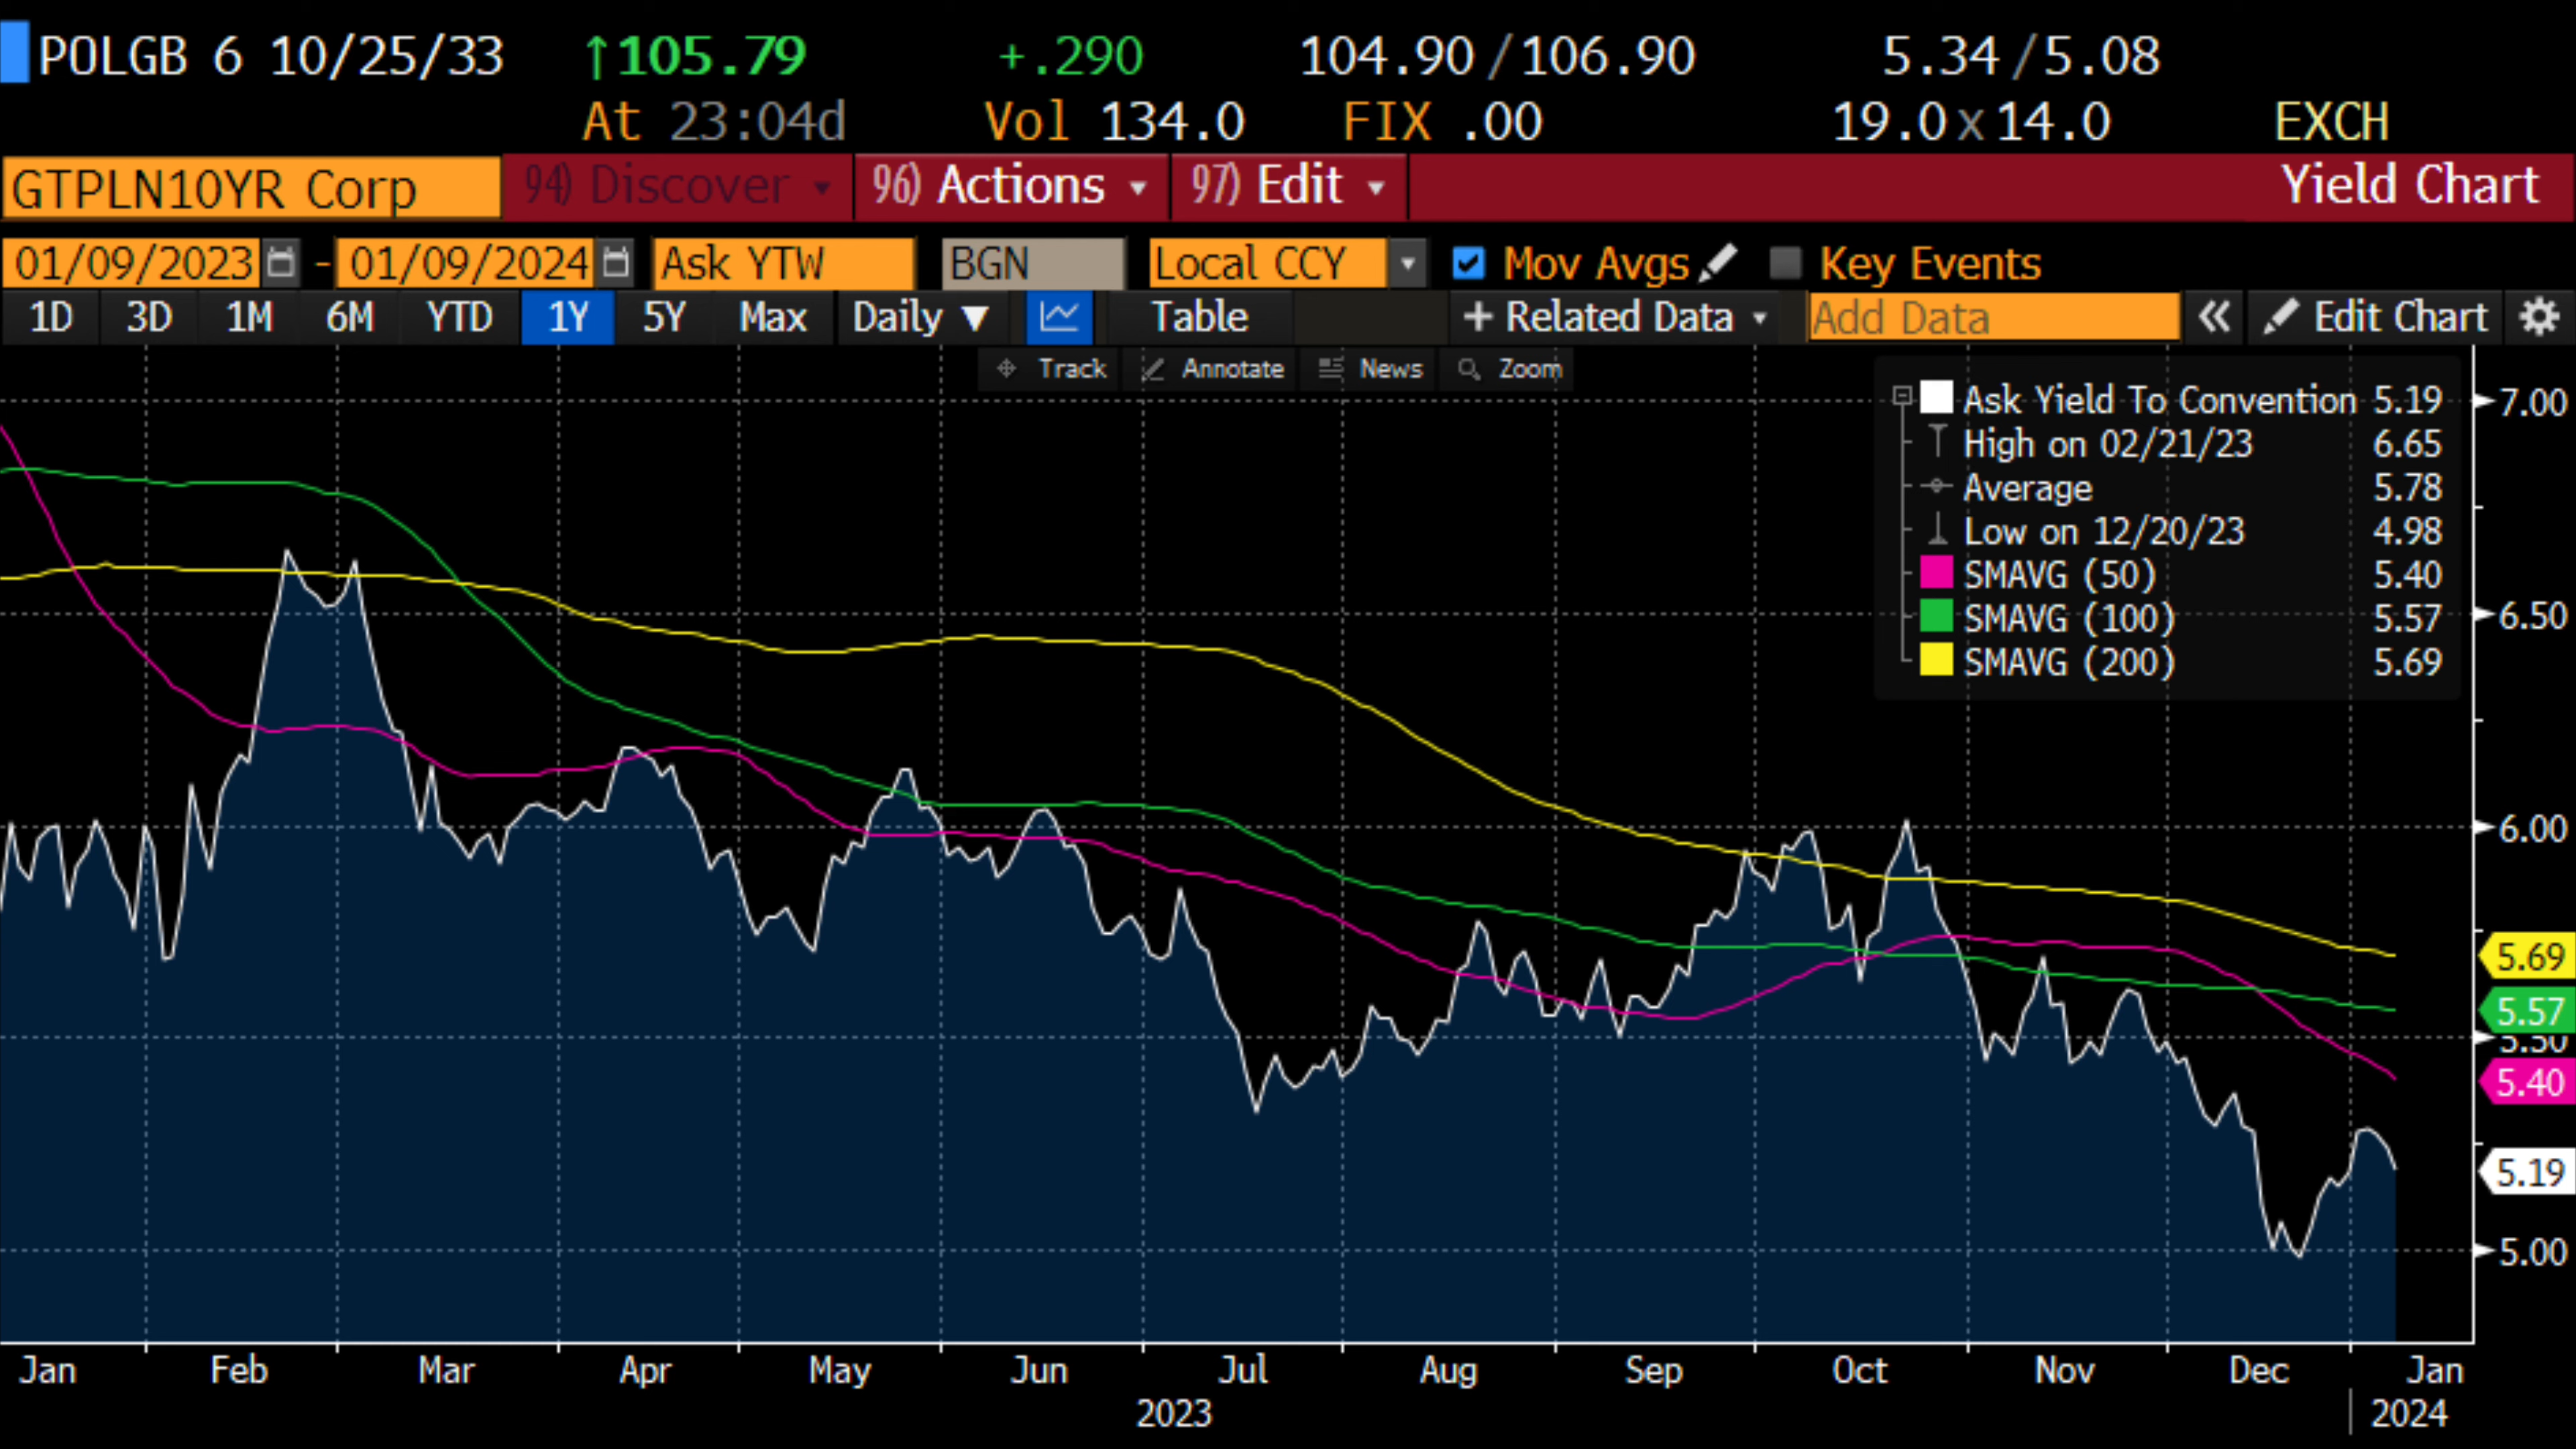 POLGB 6 10/25/33 ↑105.79 +.290 104.90/106.90 5.34/5.08
At 23:04d Vol 134.0 FIX .00 19.0x14.0 EXCH
GTPLN10YR Corp 94) Discover 96) Actions 97) Edit Yield Chart
01/09/2023 - 01/09/2024 Ask YTW BGN Local CCY Mov Avgs Key Events
1D 3D 1M 6M YTD 1Y 5Y Max Daily ▼ Table + Related Data Add Data « Edit Chart
Track Annotate News Zoom
Ask Yield To Convention 5.19
High on 02/21/23 6.65
Average 5.78
Low on 12/20/23 4.98
SMAVG (50) 5.40
SMAVG (100) 5.57
SMAVG (200) 5.69
7.00
6.50
6.00
5.69
5.57
5.50
5.40
5.19
5.00
Jan Feb Mar Apr May Jun Jul Aug Sep Oct Nov Dec Jan
2023 2024